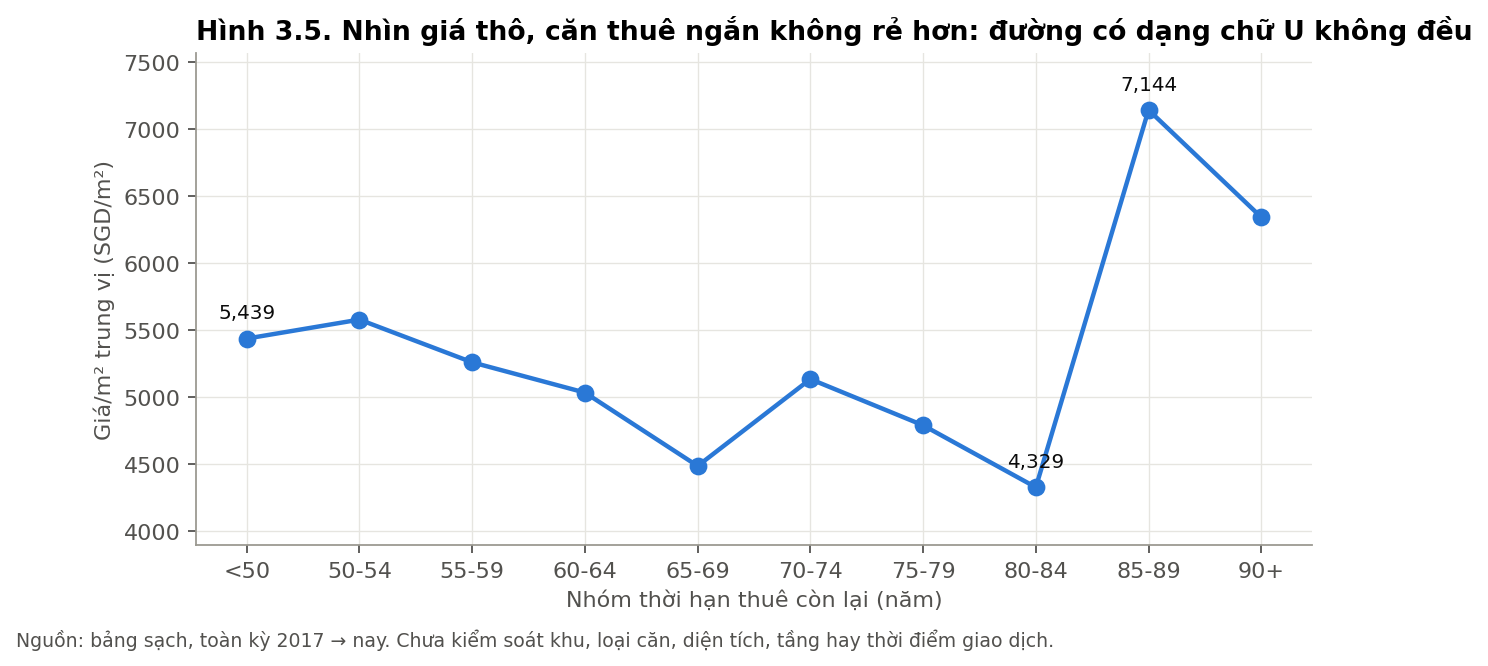 Hình 3.5. Nhìn giá thô, căn thuê ngắn không rẻ hơn: đường có dạng chữ U không đều
Giá/m² trung vị (SGD/m²)
7500
7000
6500
6000
5500
5000
4500
4000
5,439
4,329
7,144
<50 50-54 55-59 60-64 65-69 70-74 75-79 80-84 85-89 90+
Nhóm thời hạn thuê còn lại (năm)
Nguồn: bảng sạch, toàn kỳ 2017 → nay. Chưa kiểm soát khu, loại căn, diện tích, tầng hay thời điểm giao dịch.